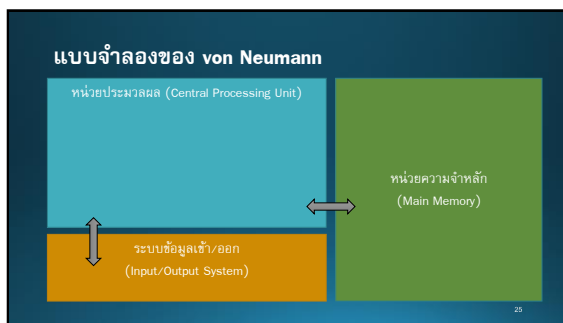 แบบจำลองของ von Neumann
หน่วยประมวลผล (Central Processing Unit)
หน่วยความจำหลัก
(Main Memory)
ระบบข้อมูลเข้า/ออก
(Input/Output System)
25